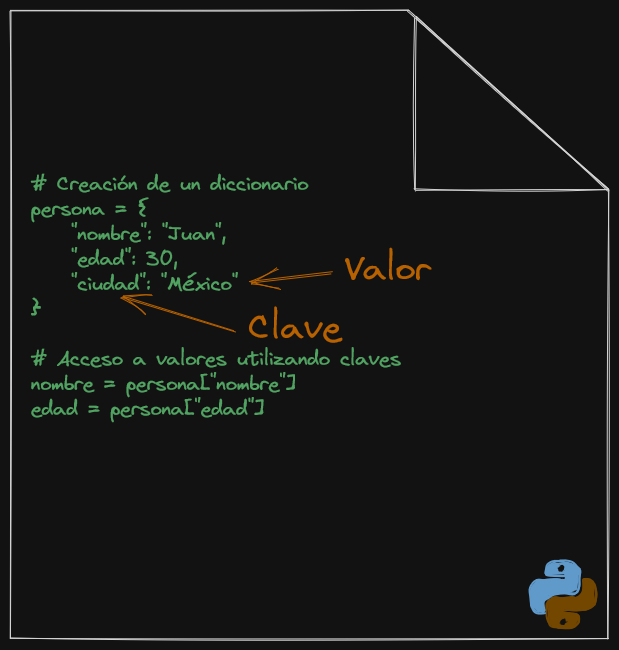 # Creación de un diccionario
persona = {
"nombre": "Juan",
"edad": 30,
"ciudad": "México"
Valor
}
Clave
# Acceso a valores utilizando claves
nombre = persona["nombre"]
edad = persona["edad"]